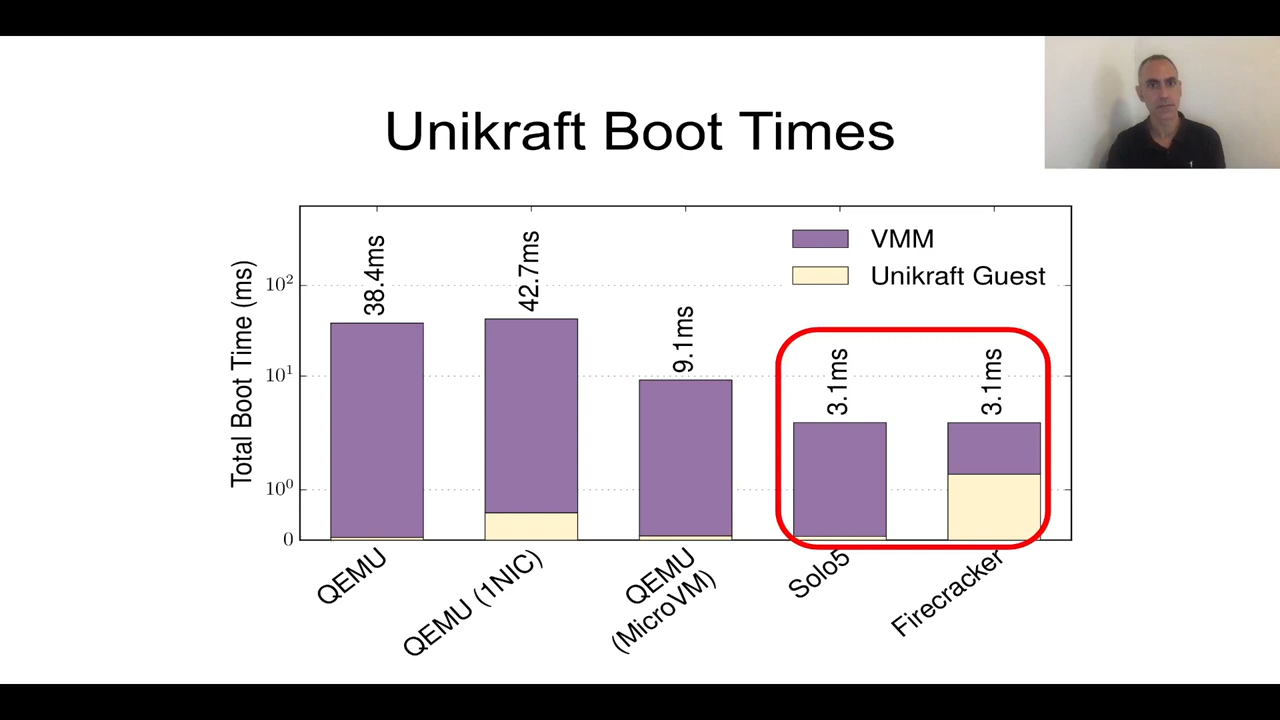 Unikraft Boot Times
VMM
Unikraft Guest
Total Boot Time (ms)
10²
10¹
10⁰
0
38.4ms
42.7ms
9.1ms
3.1ms
3.1ms
QEMU
QEMU (1NIC)
QEMU
(MicroVM)
Solo5
Firecracker